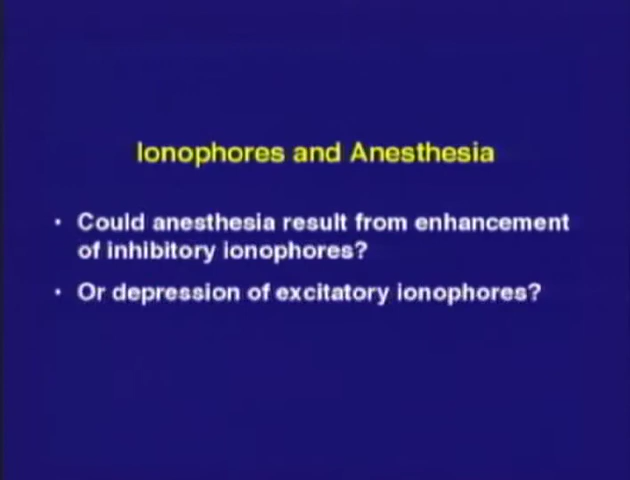 Ionophores and Anesthesia
• Could anesthesia result from enhancement
of inhibitory ionophores?
• Or depression of excitatory ionophores?